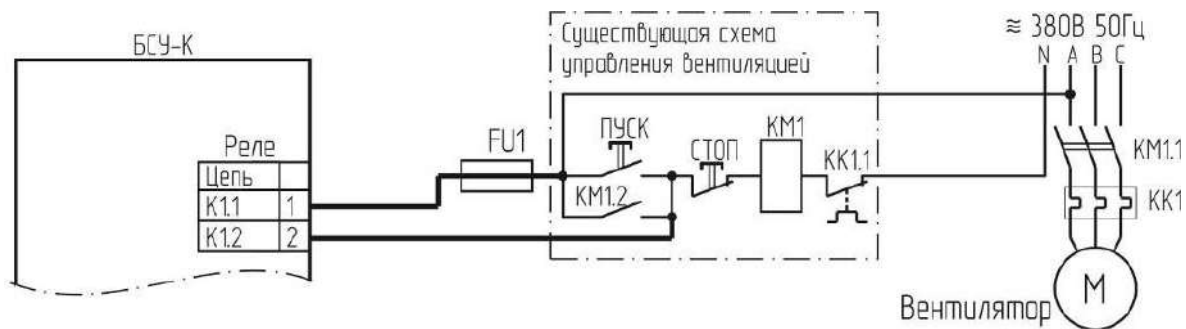 БСУ-К
Реле
Цепь
К1.1 1
К1.2 2
FU1
Существующая схема
управления вентиляцией
ПУСК
КМ1.2
СТОП
КМ1
КК1.1
≂ 380В 50Гц
N A B C
КМ1.1
КК1
М
Вентилятор